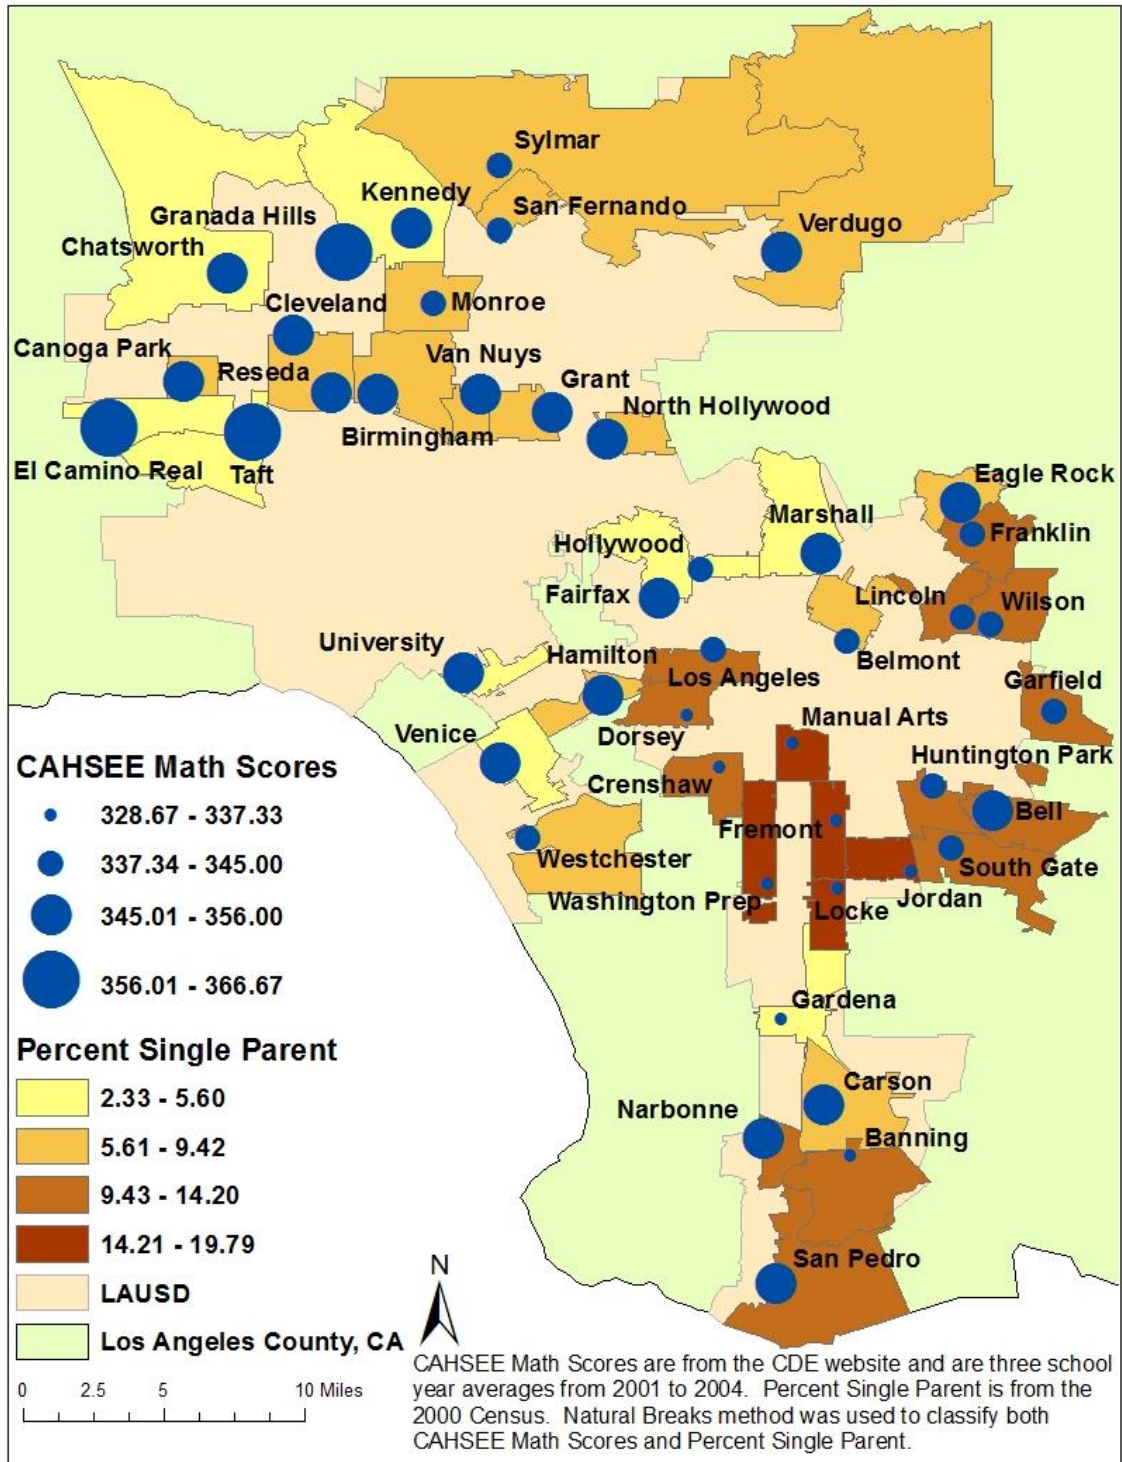 Sylmar
Kennedy
San Fernando
Granada Hills
Verdugo
Chatsworth
Cleveland
Monroe
Canoga Park
Van Nuys
Reseda
Grant
North Hollywood
Birmingham
El Camino Real
Taft
Eagle Rock
Marshall
Franklin
Hollywood
Fairfax
Lincoln
Wilson
University
Hamilton
Belmont
Los Angeles
Garfield
Venice
Dorsey
Manual Arts
Huntington Park
Crenshaw
Bell
Fremont
Westchester
South Gate
Washington Prep
Jordan
Locke
Gardena
Carson
Narbonne
Banning
San Pedro
CAHSEE Math Scores
328.67 - 337.33
337.34 - 345.00
345.01 - 356.00
356.01 - 366.67
Percent Single Parent
2.33 - 5.60
5.61 - 9.42
9.43 - 14.20
14.21 - 19.79
LAUSD
Los Angeles County, CA
0 2.5 5 10 Miles
N
CAHSEE Math Scores are from the CDE website and are three school
year averages from 2001 to 2004. Percent Single Parent is from the
2000 Census. Natural Breaks method was used to classify both
CAHSEE Math Scores and Percent Single Parent.